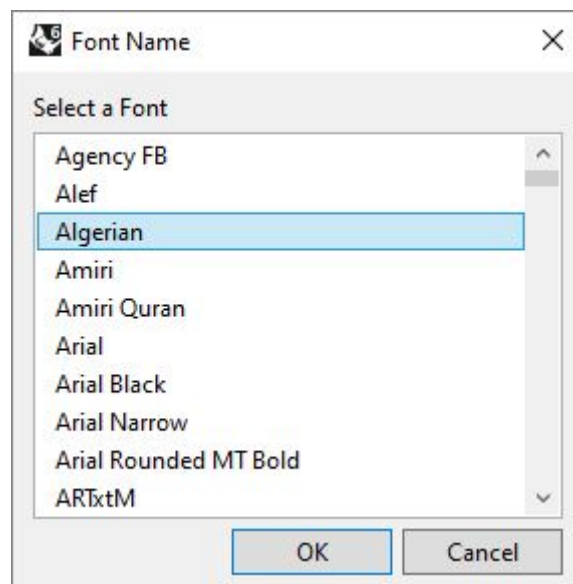 Font Name
Select a Font
Agency FB
Alef
Algerian
Amiri
Amiri Quran
Arial
Arial Black
Arial Narrow
Arial Rounded MT Bold
ARTxtM
OK Cancel